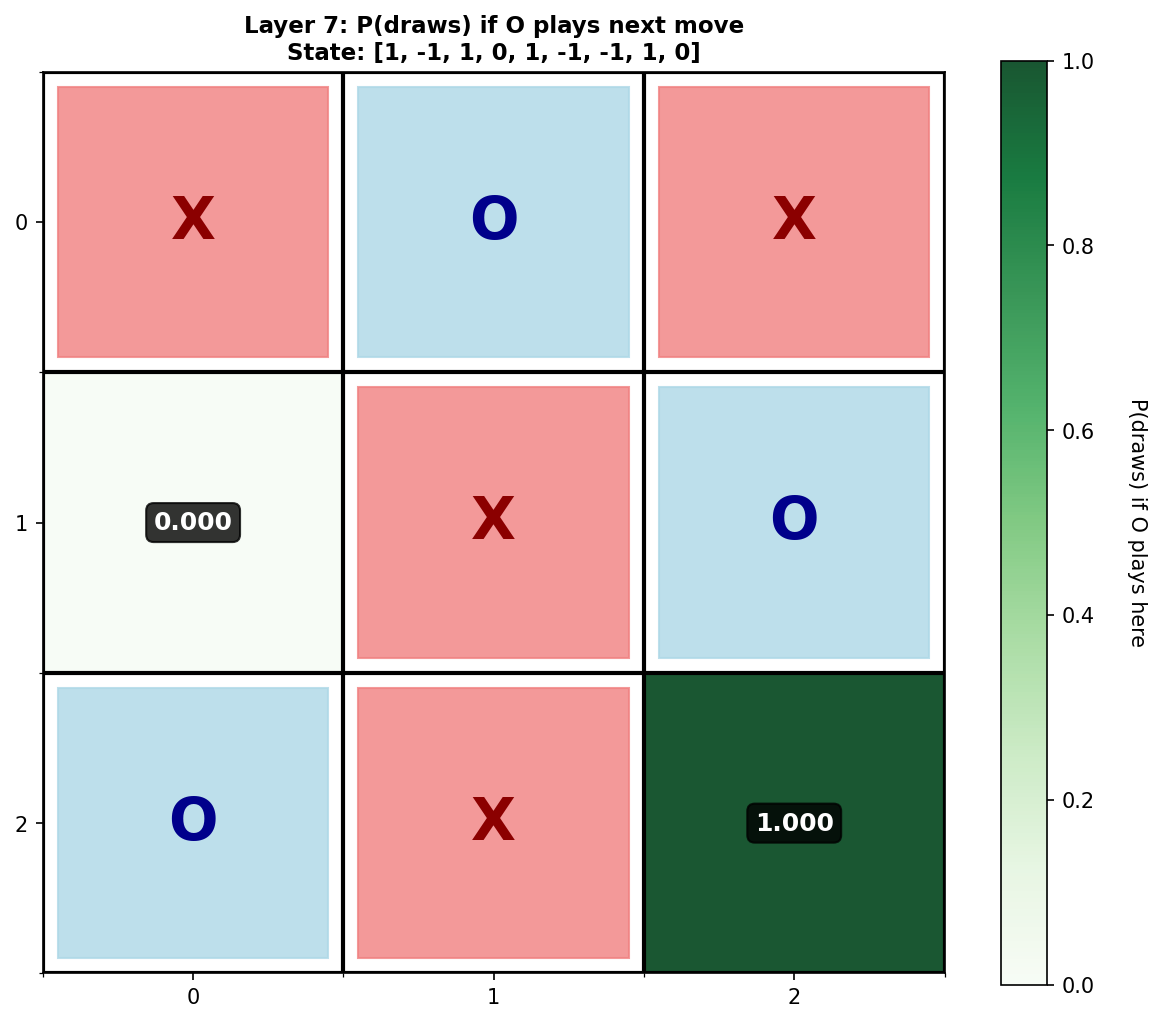 Layer 7: P(draws) if O plays next move
State: [1, -1, 1, 0, 1, -1, -1, 1, 0]
X
O
X
0
0.000
X
O
1
O
X
1.000
2
0
1
2
1.0
0.8
0.6
0.4
0.2
0.0
P(draws) if O plays here